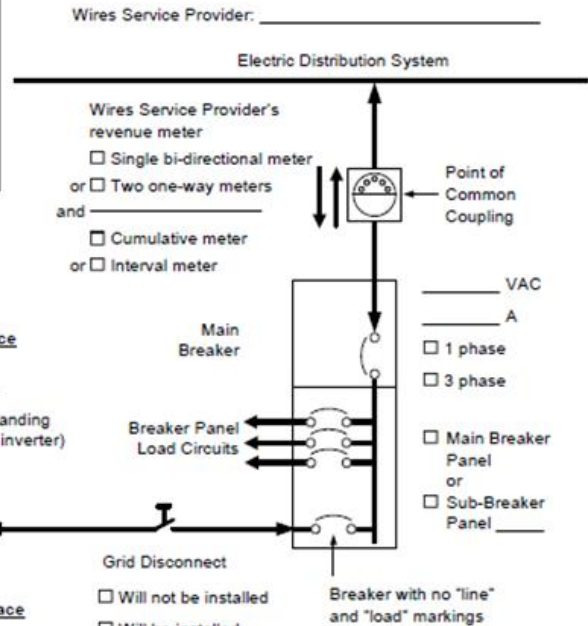 Wires Service Provider:
Electric Distribution System
Wires Service Provider's
revenue meter
Single bi-directional meter
or Two one-way meters
and
Cumulative meter
or Interval meter
Point of
Common
Coupling
VAC
A
1 phase
3 phase
Main
Breaker
Breaker Panel
Load Circuits
Main Breaker
Panel
or
Sub-Breaker
Panel
anding
inverter)
Grid Disconnect
Will not be installed
Breaker with no "line"
and "load" markings